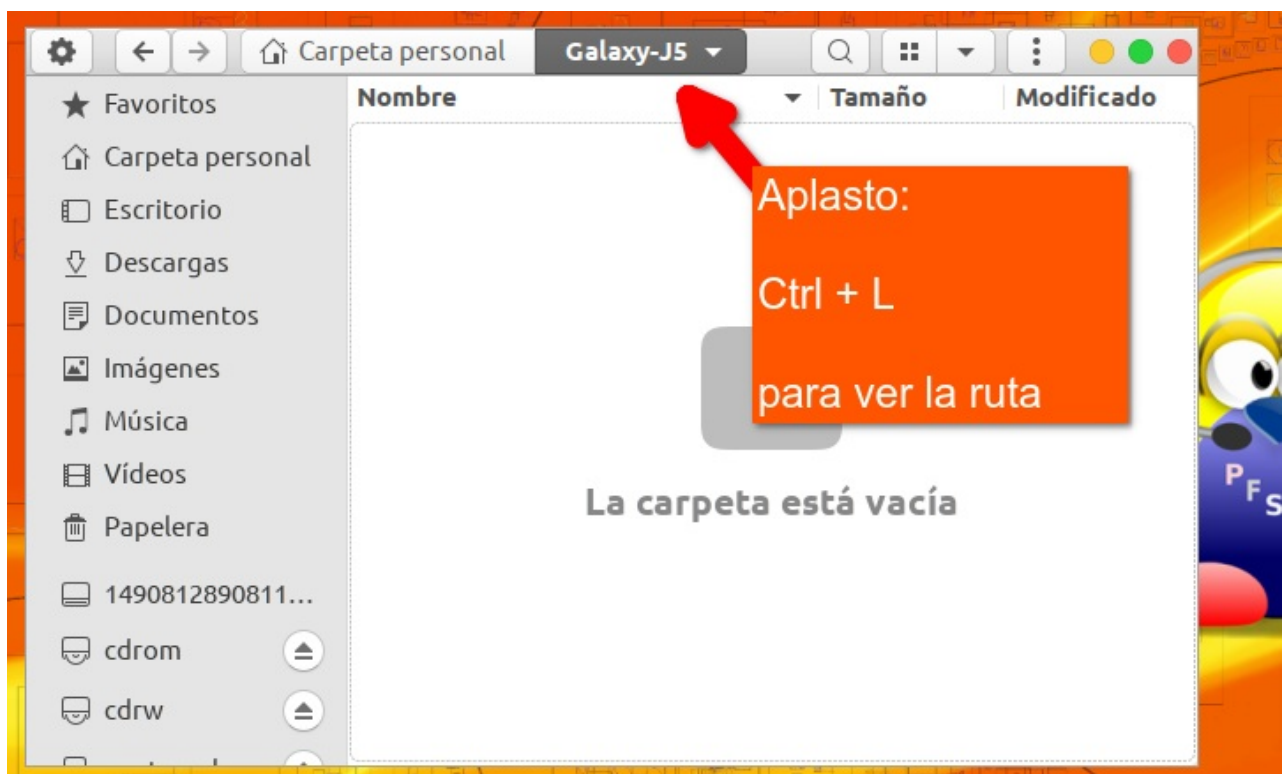 Carpeta personal
Galaxy-J5
Favoritos
Carpeta personal
Escritorio
Descargas
Documentos
Imágenes
Música
Vídeos
Papelera
1490812890811...
cdrom
cdrw
Nombre
Tamaño
Modificado
Aplasto:
Ctrl + L
para ver la ruta
La carpeta está vacía
P F S